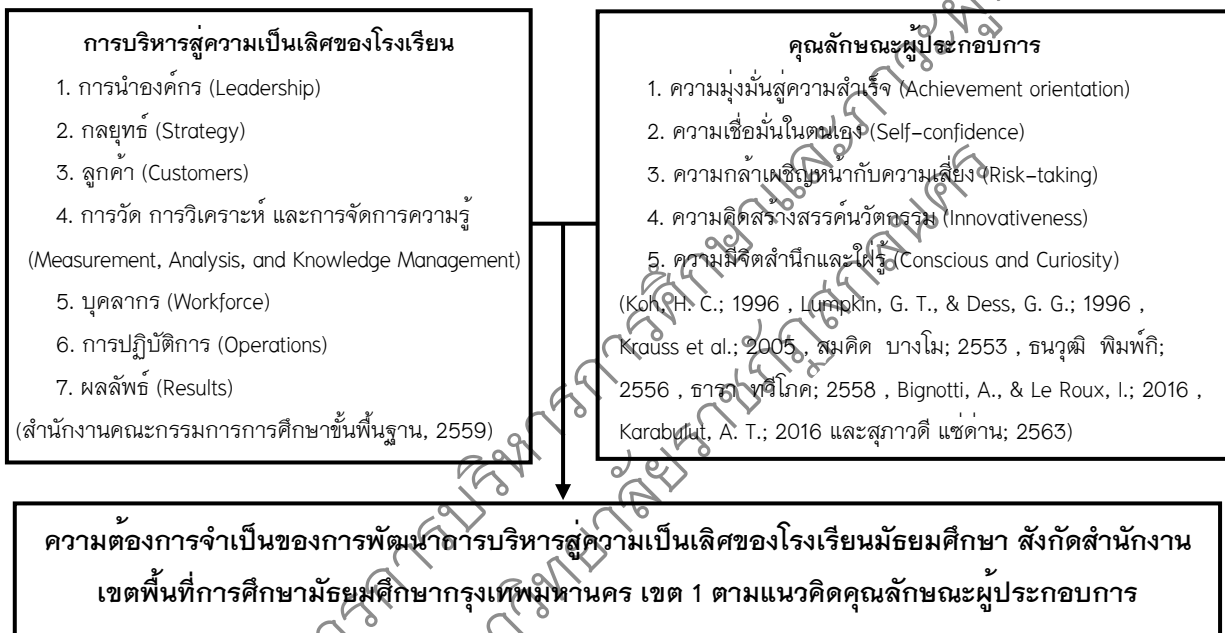 การบริหารสู่ความเป็นเลิศของโรงเรียน
1. การนำองค์กร (Leadership)
2. กลยุทธ์ (Strategy)
3. ลูกค้า (Customers)
4. การวัด การวิเคราะห์ และการจัดการความรู้
(Measurement, Analysis, and Knowledge Management)
5. บุคลากร (Workforce)
6. การปฏิบัติการ (Operations)
7. ผลลัพธ์ (Results)
(สำนักงานคณะกรรมการการศึกษาขั้นพื้นฐาน, 2559)
คุณลักษณะผู้ประกอบการ
1. ความมุ่งมั่นสู่ความสำเร็จ (Achievement orientation)
2. ความเชื่อมั่นในตนเอง (Self-confidence)
3. ความกล้าเผชิญหน้ากับความเสี่ยง (Risk-taking)
4. ความคิดสร้างสรรค์นวัตกรรม (Innovativeness)
5. ความมีจิตสำนึกและใฝ่รู้ (Conscious and Curiosity)
(Koh, H. C.; 1996 , Lumpkin, G. T., & Dess, G. G.; 1996 ,
Krauss et al.; 2005 , สมคิด บางโม; 2553 , ธนวุฒิ พิมพ์กิ;
2556 , ธารา ทวีโภค; 2558 , Bignotti, A., & Le Roux, I.; 2016 ,
Karabulut, A. T.; 2016 และสุภาวดี แซ่ด่าน; 2563)
ความต้องการจำเป็นของการพัฒนาการบริหารสู่ความเป็นเลิศของโรงเรียนมัธยมศึกษา สังกัดสำนักงาน
เขตพื้นที่การศึกษามัธยมศึกษากรุงเทพมหานคร เขต 1 ตามแนวคิดคุณลักษณะผู้ประกอบการ